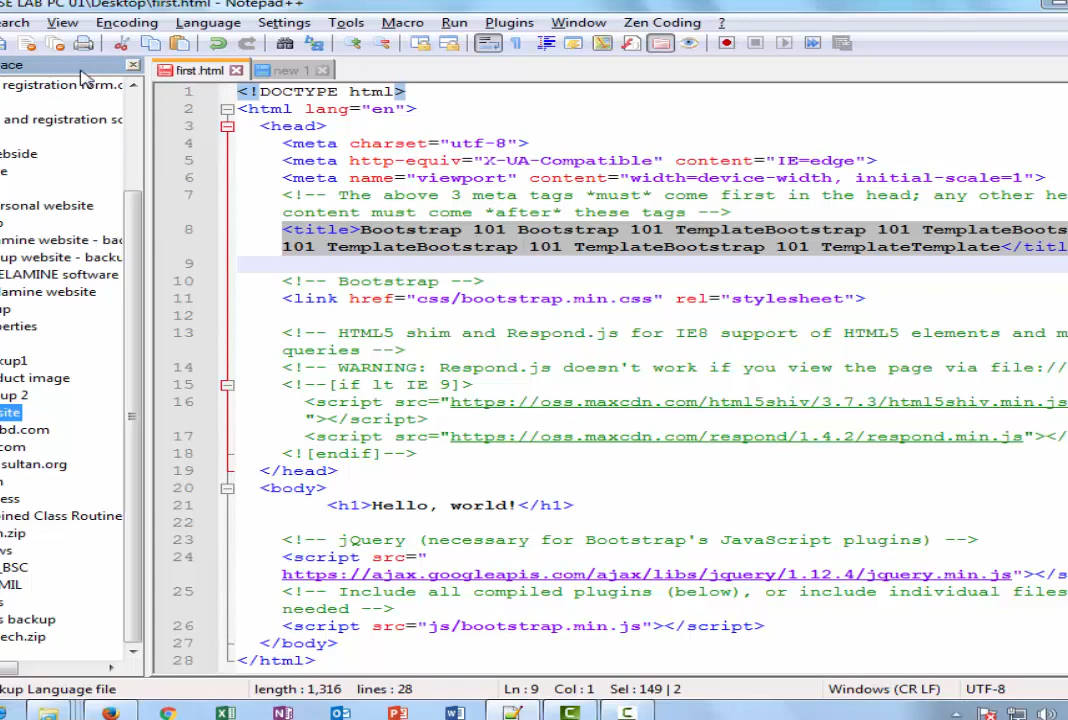 SE LAB PC 01\Desktop\first.html - Notepad++
earch View Encoding Language Settings Tools Macro Run Plugins Window Zen Coding ?
ace
first.html new 1
registration form.c
and registration sc
ebside
e
ersonal website
o
amine website - bac
up website - backu
ELAMINE software
lamine website
ip
perties
kup1
duct image
up 2
site
bd.com
com
sultan.org
n
ess
ined Class Routine
n.zip
ws
_BSC
MIL
s
s backup
tech.zip
1 <!DOCTYPE html>
2 <html lang="en">
3 <head>
4 <meta charset="utf-8">
5 <meta http-equiv="X-UA-Compatible" content="IE=edge">
6 <meta name="viewport" content="width=device-width, initial-scale=1">
7 <!-- The above 3 meta tags *must* come first in the head; any other he
content must come *after* these tags -->
8 <title>Bootstrap 101 Bootstrap 101 TemplateBootstrap 101 TemplateBoots
101 TemplateBootstrap 101 TemplateBootstrap 101 TemplateTemplate</titl
9
10 <!-- Bootstrap -->
11 <link href="css/bootstrap.min.css" rel="stylesheet">
12
13 <!-- HTML5 shim and Respond.js for IE8 support of HTML5 elements and m
queries -->
14 <!-- WARNING: Respond.js doesn't work if you view the page via file://
15 <!--[if lt IE 9]>
16 <script src="https://oss.maxcdn.com/html5shiv/3.7.3/html5shiv.min.js
"></script>
17 <script src="https://oss.maxcdn.com/respond/1.4.2/respond.min.js"></
18 <![endif]-->
19 </head>
20 <body>
21 <h1>Hello, world!</h1>
22
23 <!-- jQuery (necessary for Bootstrap's JavaScript plugins) -->
24 <script src="
https://ajax.googleapis.com/ajax/libs/jquery/1.12.4/jquery.min.js"></s
25 <!-- Include all compiled plugins (below), or include individual files
needed -->
26 <script src="js/bootstrap.min.js"></script>
27 </body>
28 </html>
kup Language file length : 1,316 lines : 28 Ln : 9 Col : 1 Sel : 149 | 2 Windows (CR LF) UTF-8